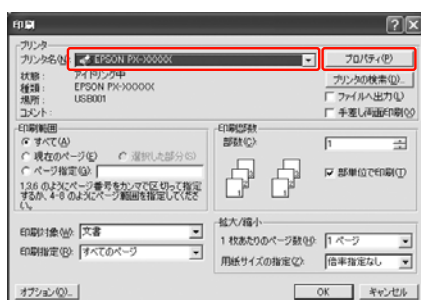 印刷
プリンタ
プリンタ名(N): EPSON PX-XXXXX
プロパティ(P)
状態: アイドリング中
プリンタの検索(D)...
種類: EPSON PX-XXXXX
場所: USB001
ファイルへ出力(L)
コメント:
手差し両面印刷(X)
印刷範囲
すべて(A)
現在のページ(E) 選択した部分(S)
ページ指定(G):
1,3,6 のようにページ番号をカンマで区切って指定
するか、4-8 のようにページ範囲を指定してくださ
い。
印刷部数
部数(C): 1
部単位で印刷(T)
印刷対象(W): 文書
印刷指定(R): すべてのページ
拡大/縮小
1 枚あたりのページ数(H): 1 ページ
用紙サイズの指定(Z): 倍率指定なし
オプション(O)...
OK
キャンセル